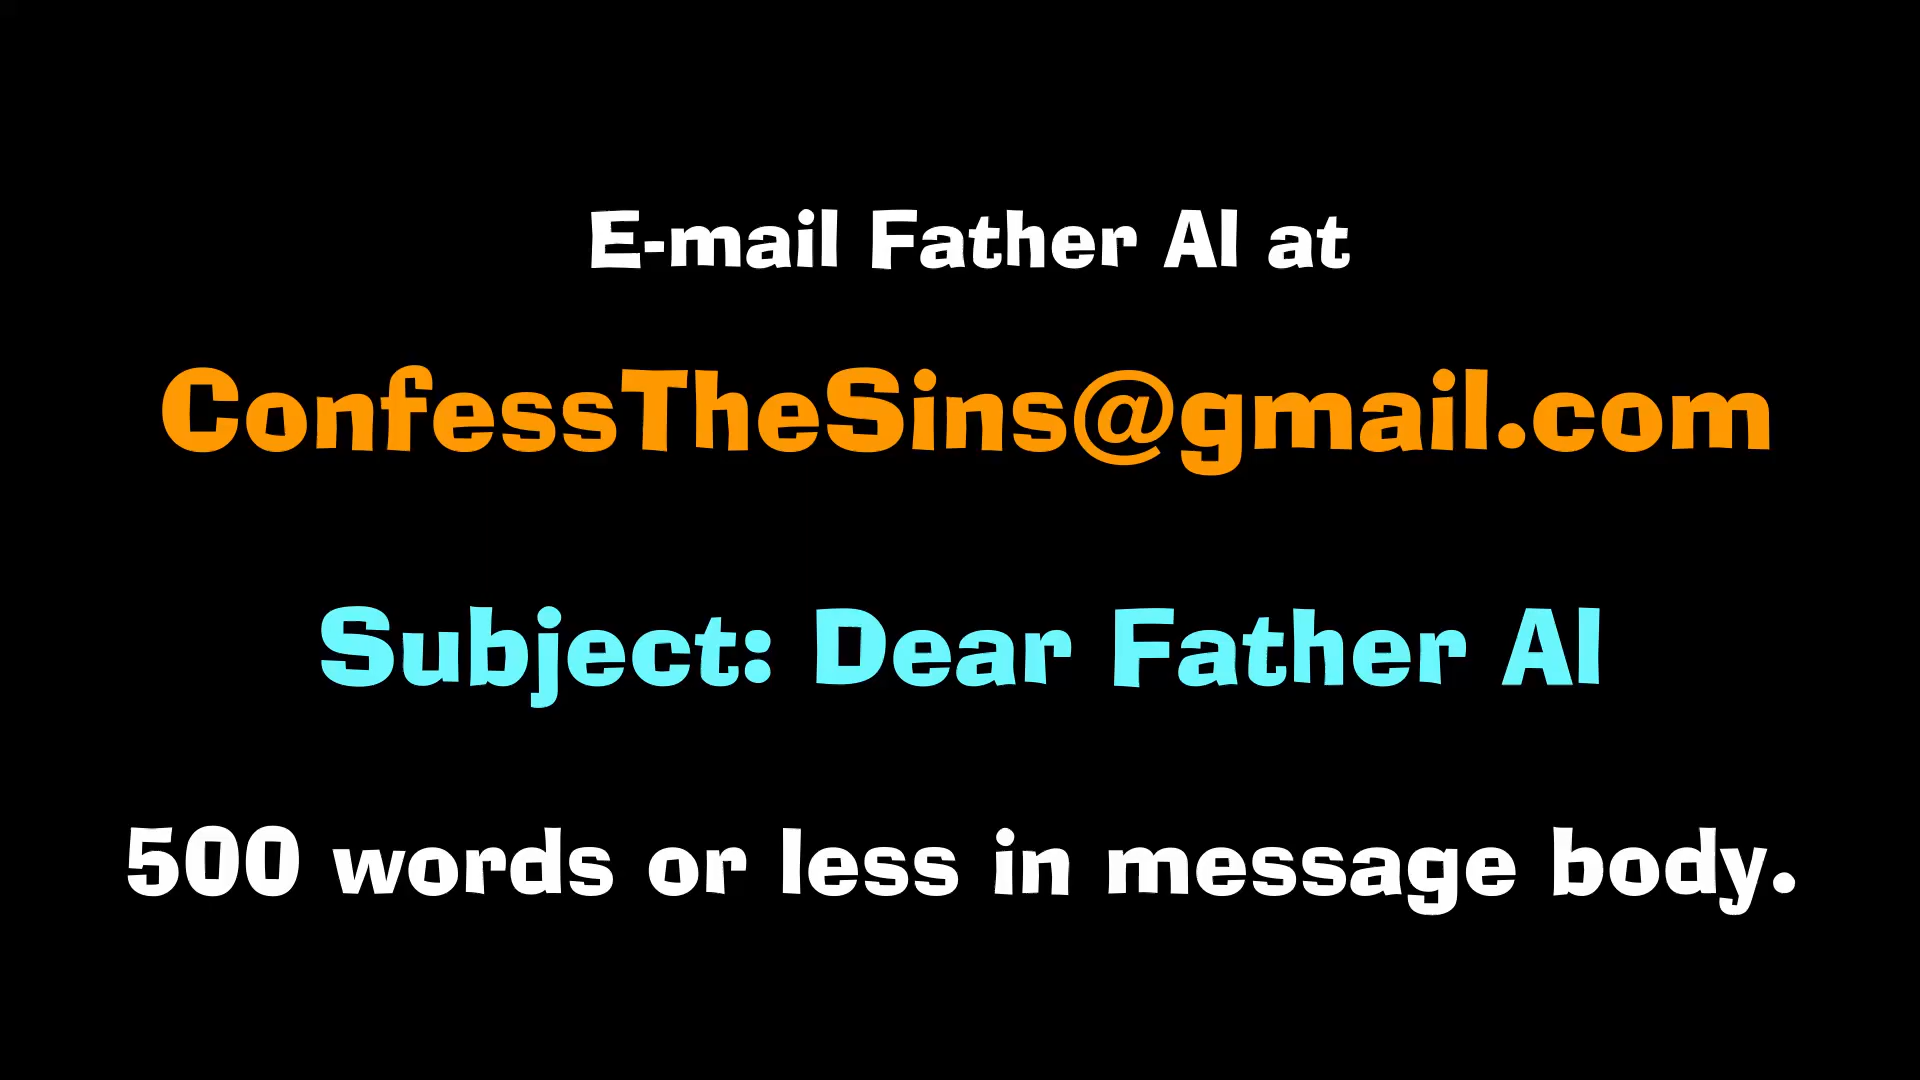 E-mail Father Al at
ConfessTheSins@gmail.com
Subject: Dear Father Al
500 words or less in message body.